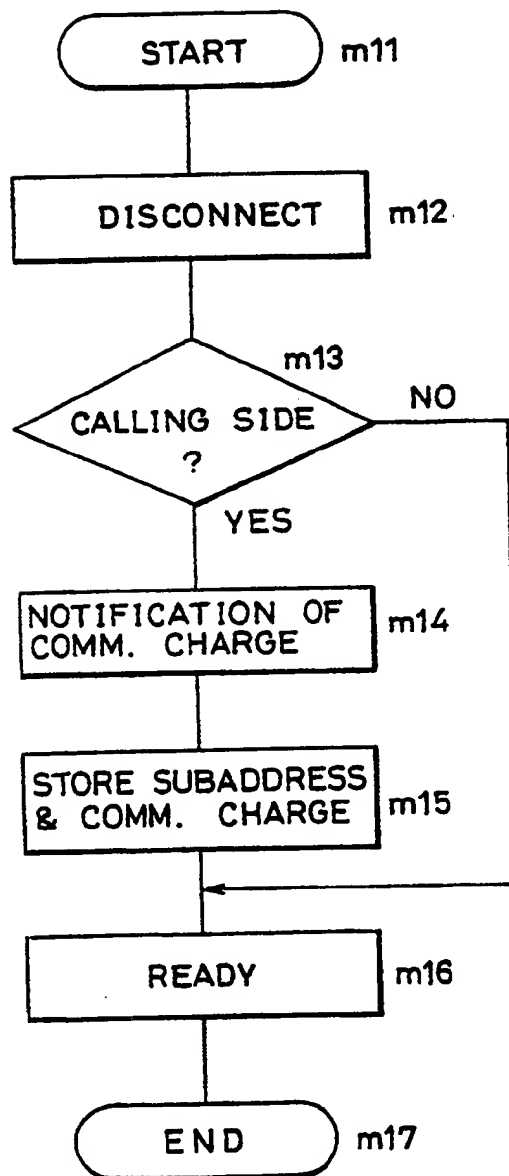 START m11
DISCONNECT m12
m13
CALLING SIDE
?
NO
YES
NOTIFICATION OF
COMM. CHARGE
m14
STORE SUBADDRESS
& COMM. CHARGE
m15
READY m16
END m17